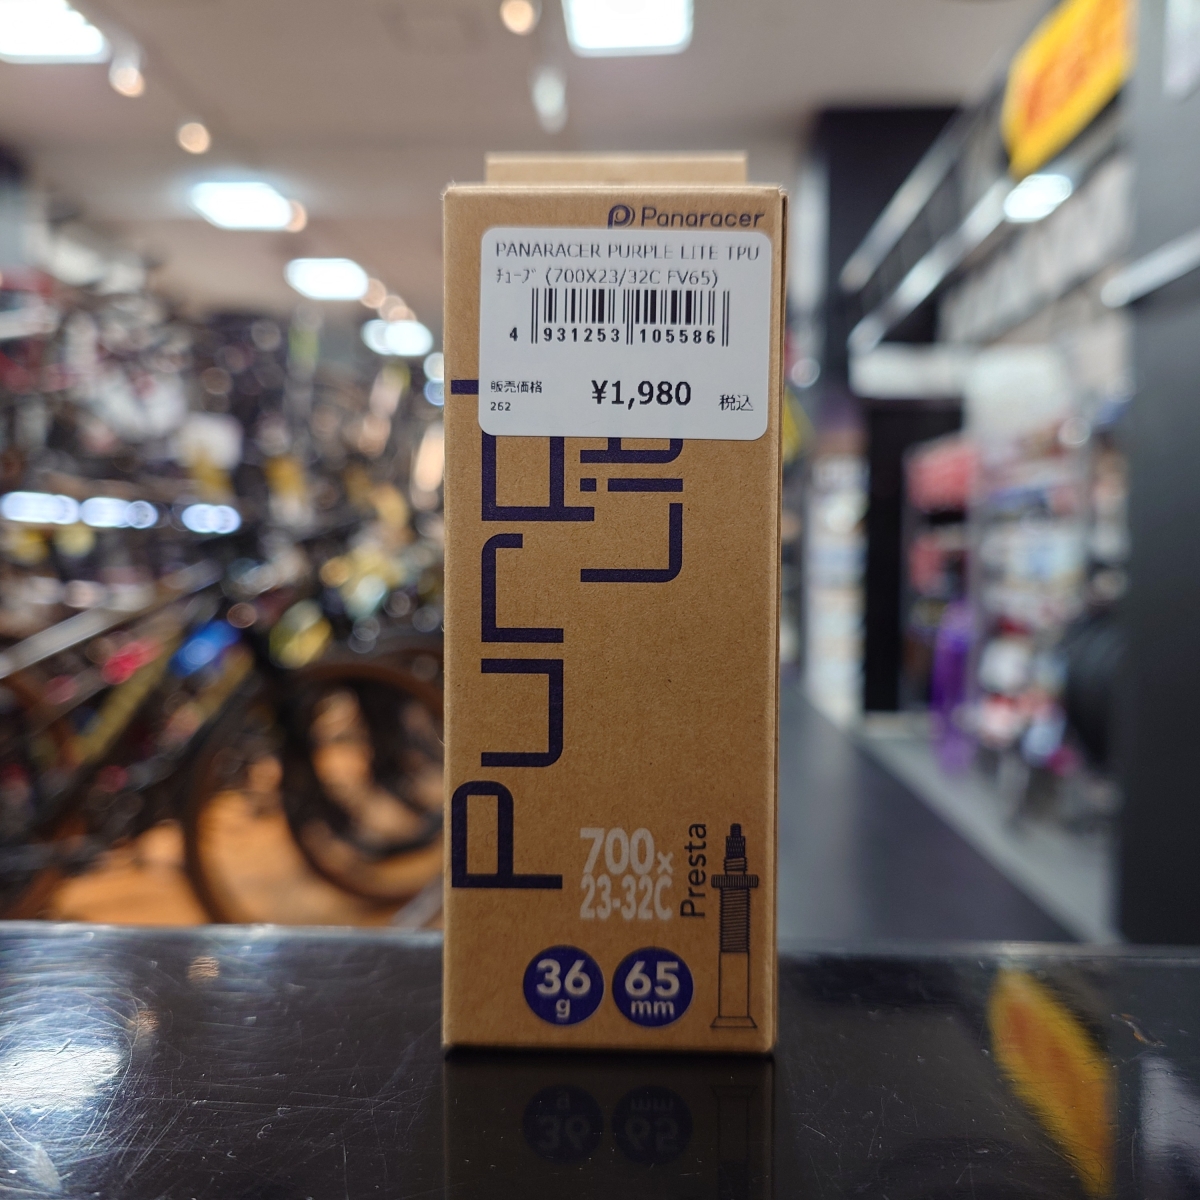 Panaracer
PANARACER PURPLE LITE TPU
ﾁｭｰﾌﾞ (700X23/32C FV65)
4 931253 105586
販売価格
262
¥1,980
税込
Purpl
Lite
700x
23-32C
Presta
36
g
65
mm